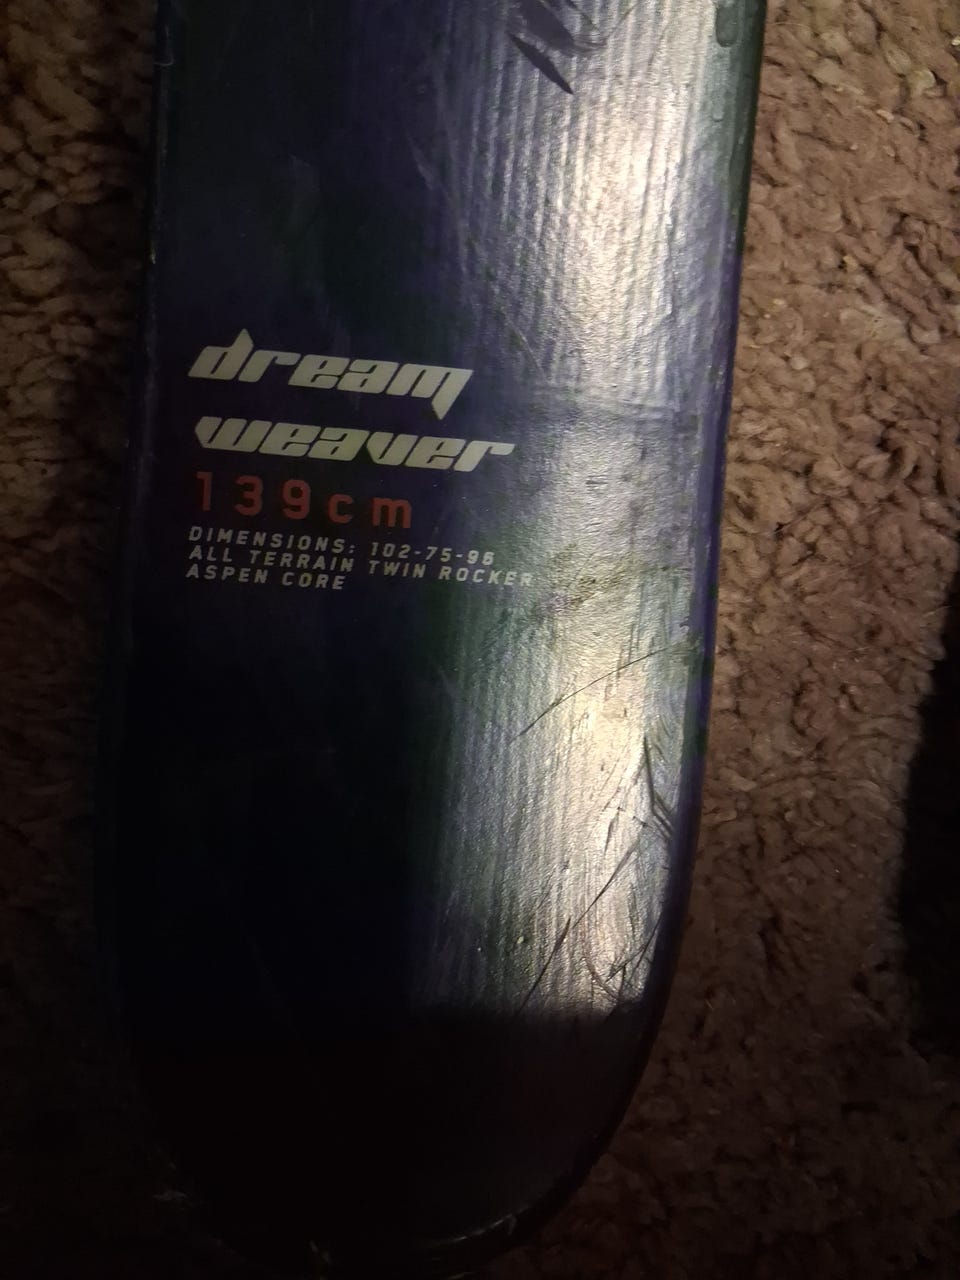 dream
weaver
139cm
DIMENSIONS: 102-75-96
ALL TERRAIN TWIN ROCKER
ASPEN CORE